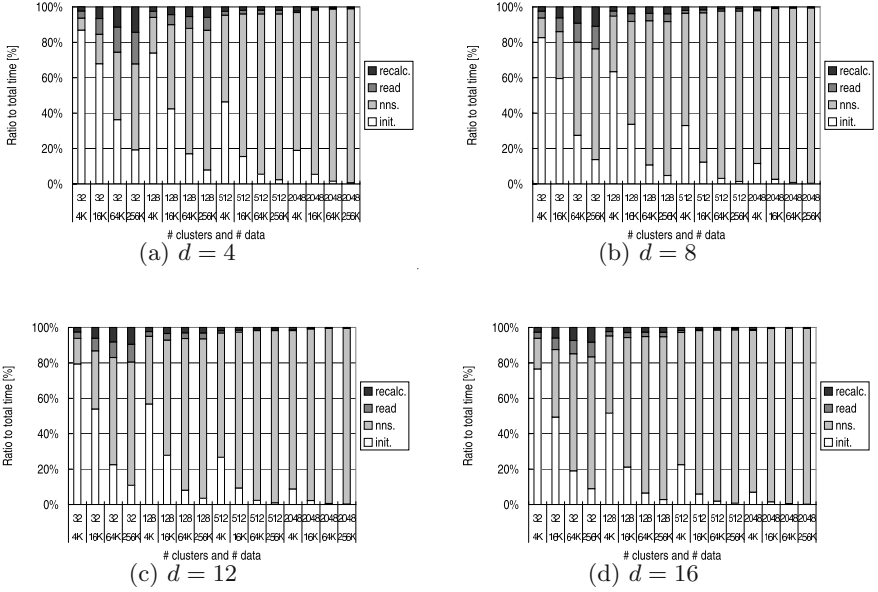 Ratio to total time [%]
100%
80%
60%
40%
20%
0%
32 32 32 32 128 128 128 128 512 512 512 512 2048 2048 2048 2048
4K 16K 64K 256K 4K 16K 64K 256K 4K 16K 64K 256K 4K 16K 64K 256K
# clusters and # data
recalc.
read
nns.
init.
(a) d = 4
Ratio to total time [%]
100%
80%
60%
40%
20%
0%
32 32 32 32 128 128 128 128 512 512 512 512 2048 2048 2048 2048
4K 16K 64K 256K 4K 16K 64K 256K 4K 16K 64K 256K 4K 16K 64K 256K
# clusters and # data
recalc.
read
nns.
init.
(b) d = 8
Ratio to total time [%]
100%
80%
60%
40%
20%
0%
32 32 32 32 128 128 128 128 512 512 512 512 2048 2048 2048 2048
4K 16K 64K 256K 4K 16K 64K 256K 4K 16K 64K 256K 4K 16K 64K 256K
# clusters and # data
recalc.
read
nns.
init.
(c) d = 12
Ratio to total time [%]
100%
80%
60%
40%
20%
0%
32 32 32 32 128 128 128 128 512 512 512 512 2048 2048 2048 2048
4K 16K 64K 256K 4K 16K 64K 256K 4K 16K 64K 256K 4K 16K 64K 256K
# clusters and # data
recalc.
read
nns.
init.
(d) d = 16